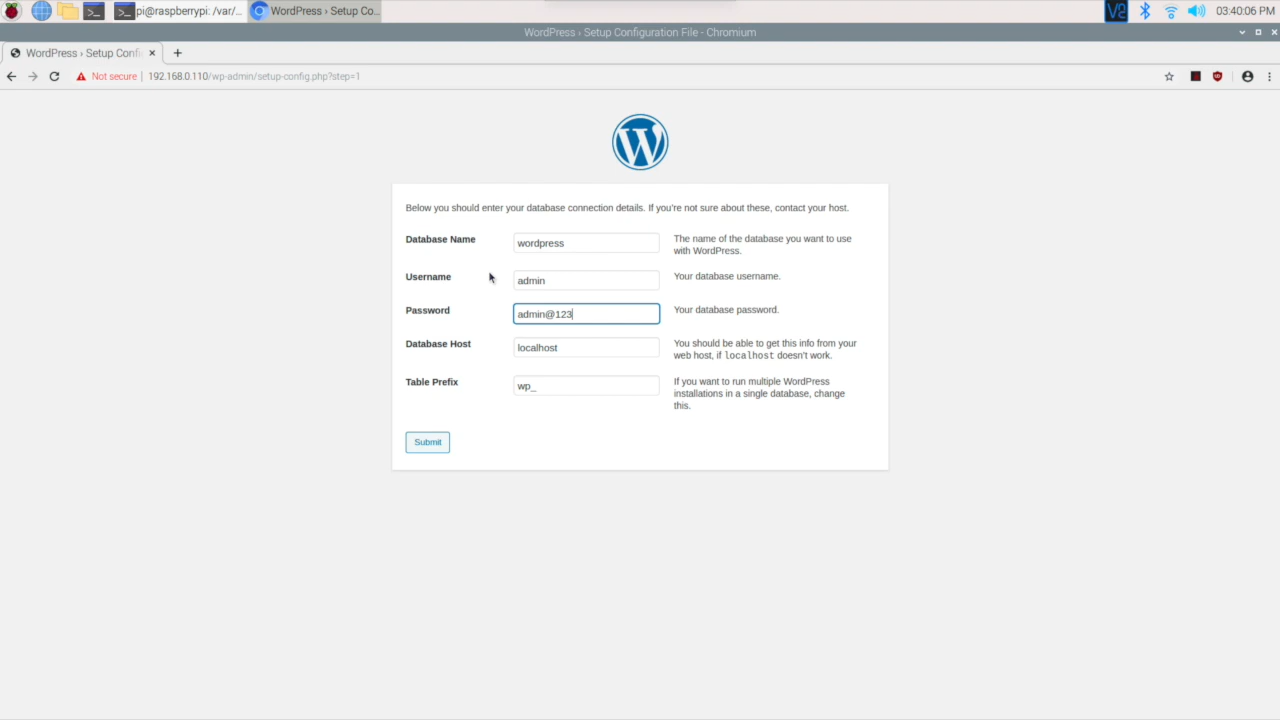 pi@raspberrypi: /var/...
WordPress › Setup Co...
03:40:06 PM
WordPress › Setup Configuration File - Chromium
WordPress › Setup Confi
Not secure | 192.168.0.110/wp-admin/setup-config.php?step=1
Below you should enter your database connection details. If you're not sure about these, contact your host.
Database Name
wordpress
The name of the database you want to use
with WordPress.
Username
admin
Your database username.
Password
admin@123
Your database password.
Database Host
localhost
You should be able to get this info from your
web host, if localhost doesn't work.
Table Prefix
wp_
If you want to run multiple WordPress
installations in a single database, change
this.
Submit